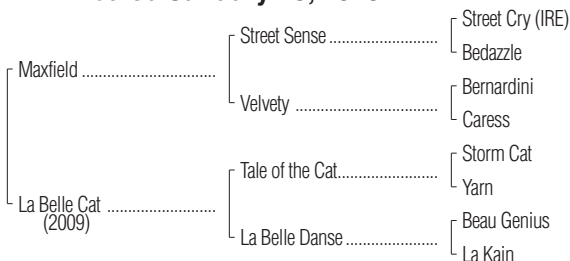 Street Cry (IRE)
Street Sense
Bedazzle
Maxfield
Bernardini
Velvety
Caress
Storm Cat
Tale of the Cat
Yarn
La Belle Cat
(2009)
Beau Genius
La Belle Danse
La Kain